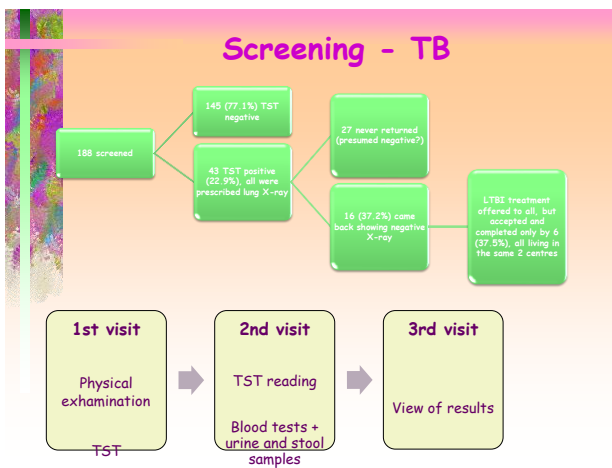 Screening - TB
145 (77.1%) TST
negative
188 screened
43 TST positive
(22.9%), all were
prescribed lung X-ray
27 never returned
(presumed negative?)
16 (37.2%) came
back showing negative
X-ray
LTBI treatment
offered to all, but
accepted and
completed only by 6
(37.5%), all living in
the same 2 centres
1st visit
Physical
exhamination
TST
2nd visit
TST reading
Blood tests +
urine and stool
samples
3rd visit
View of results